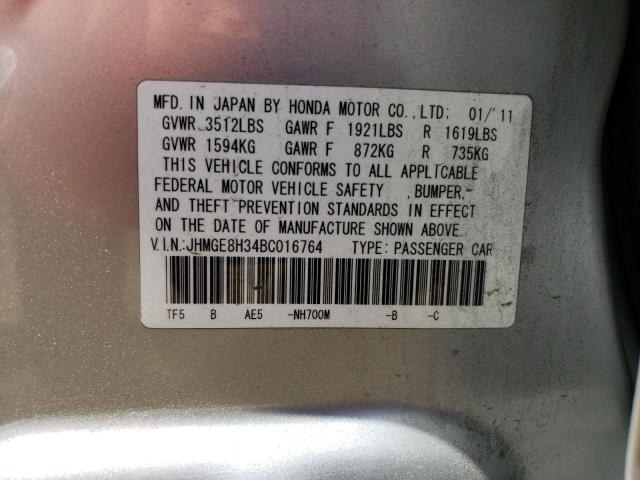 MFD. IN JAPAN BY HONDA MOTOR CO.,LTD: 01/'11
GVWR 3512LBS GAWR F 1921LBS R 1619LBS
GVWR 1594KG GAWR F 872KG R 735KG
THIS VEHICLE CONFORMS TO ALL APPLICABLE
FEDERAL MOTOR VEHICLE SAFETY ,BUMPER,
AND THEFT PREVENTION STANDARDS IN EFFECT
ON THE DATE OF MANUFACTURE SHOWN ABOVE.
V.I.N.:JHMGE8H34BC016764 TYPE: PASSENGER CAR
TF5 B AE5 -NH700M -B -C